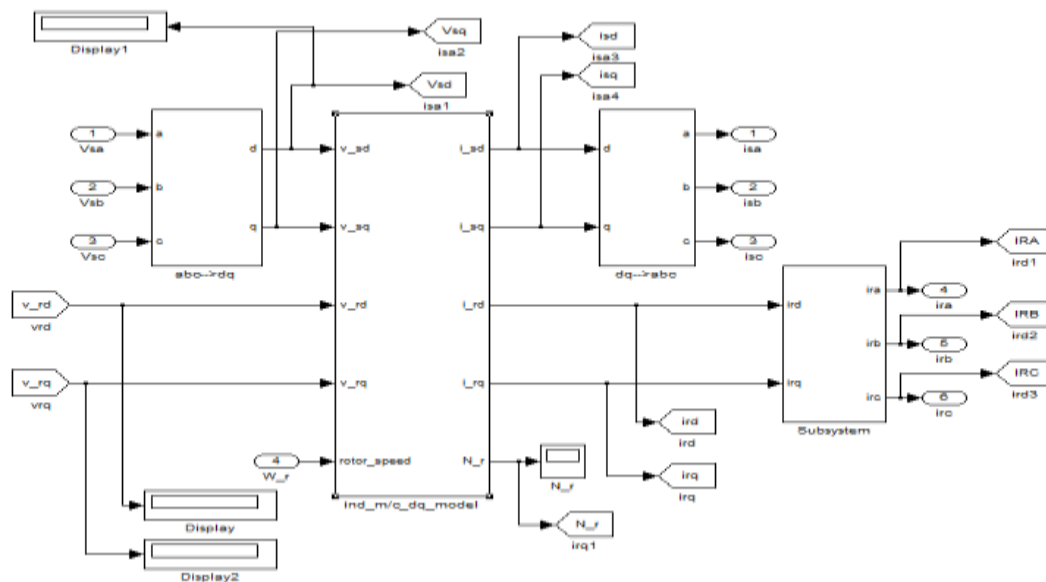 Display1
Vsq
isa2
Vsd
isa1
isd
isa3
isq
isa4
1
Vsa
2
Vsb
3
Vsc
a
b
c
d
q
abc-->dq
v_sd
v_sq
v_rd
v_rq
rotor_speed
i_sd
i_sq
i_rd
i_rq
N_r
ind_m/c_dq_model
d
q
a
b
c
dq-->abc
1
isa
2
isb
3
isc
v_rd
vrd
v_rq
vrq
4
W_r
Display
Display2
ird
irq
ira
irb
irc
Subsystem
IRA
ird1
4
ira
IRB
ird2
5
irb
IRC
ird3
6
irc
ird
ird
irq
irq
N_r
N_r
irq1